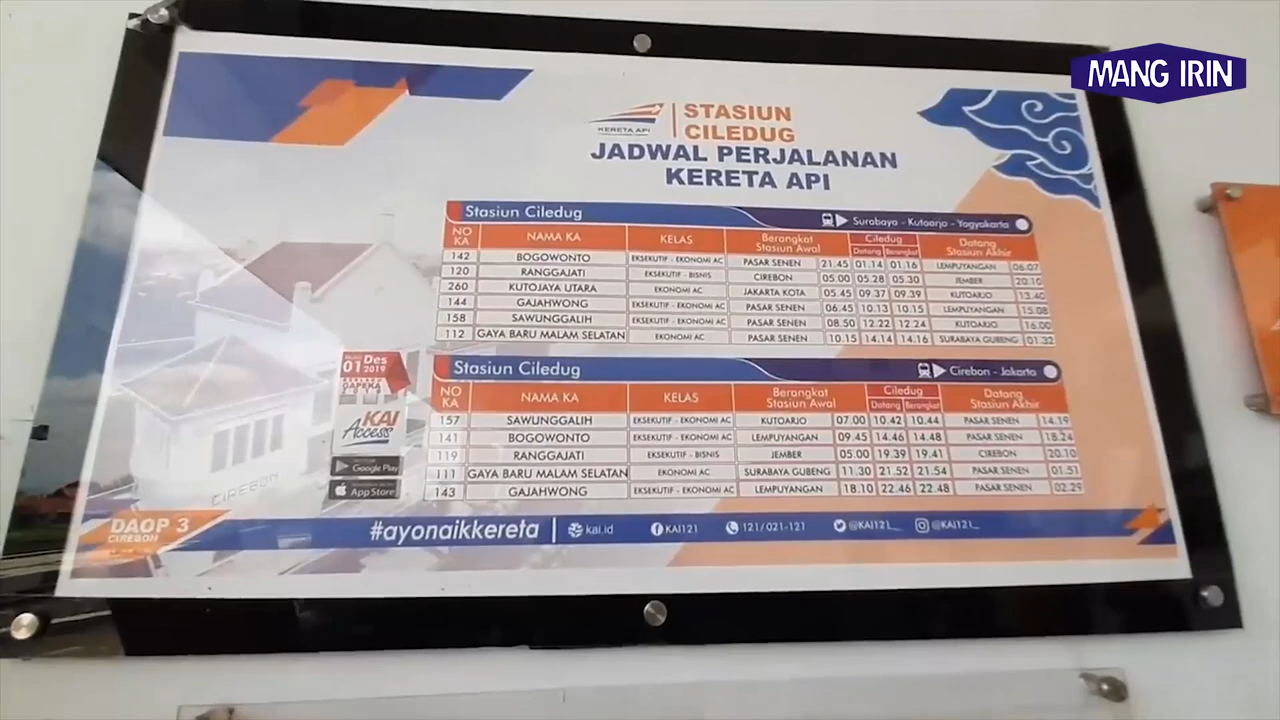 MANG IRIN
KERETA API
STASIUN
CILEDUG
JADWAL PERJALANAN
KERETA API
Stasiun Ciledug Surabaya - Kutoarjo - Yogyakarta
NO KA NAMA KA KELAS Berangkat Stasiun Awal Ciledug Datang Berangkat Datang Stasiun Akhir
142 BOGOWONTO EKSEKUTIF - EKONOMI AC PASAR SENEN 21.45 01.14 01.16 LEMPUYANGAN 06.07
120 RANGGAJATI EKSEKUTIF - BISNIS CIREBON 05.00 05.28 05.30 JEMBER 20.10
260 KUTOJAYA UTARA EKONOMI AC JAKARTA KOTA 05.45 09.37 09.39 KUTOARJO 13.40
144 GAJAHWONG EKSEKUTIF - EKONOMI AC PASAR SENEN 06.45 10.13 10.15 LEMPUYANGAN 15.08
158 SAWUNGGALIH EKSEKUTIF - EKONOMI AC PASAR SENEN 08.50 12.22 12.24 KUTOARJO 16.00
112 GAYA BARU MALAM SELATAN EKONOMI AC PASAR SENEN 10.15 14.14 14.16 SURABAYA GUBENG 01.32
Stasiun Ciledug Cirebon - Jakarta
NO KA NAMA KA KELAS Berangkat Stasiun Awal Ciledug Datang Berangkat Datang Stasiun Akhir
157 SAWUNGGALIH EKSEKUTIF - EKONOMI AC KUTOARJO 07.00 10.42 10.44 PASAR SENEN 14.19
141 BOGOWONTO EKSEKUTIF - EKONOMI AC LEMPUYANGAN 09.45 14.46 14.48 PASAR SENEN 18.24
119 RANGGAJATI EKSEKUTIF - BISNIS JEMBER 05.00 19.39 19.41 CIREBON 20.10
111 GAYA BARU MALAM SELATAN EKONOMI AC SURABAYA GUBENG 11.30 21.52 21.54 PASAR SENEN 01.51
143 GAJAHWONG EKSEKUTIF - EKONOMI AC LEMPUYANGAN 18.10 22.46 22.48 PASAR SENEN 02.29
01 Des
2019
GAPEKA
KAI
Access
Google Play
App Store
CIREBON
DAOP 3
CIREBON
#ayonaikkereta kai.id KAI121 121/021-121 @KAI121_ @KAI121_